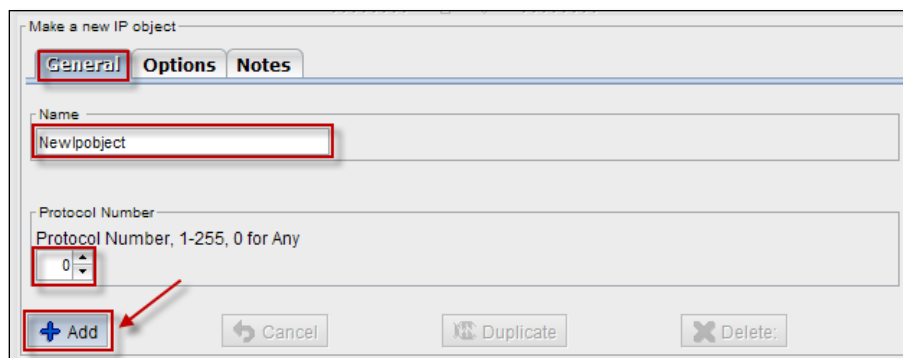 Make a new IP object
General Options Notes
Name
NewIpobject
Protocol Number
Protocol Number, 1-255, 0 for Any
0
Add Cancel Duplicate Delete: